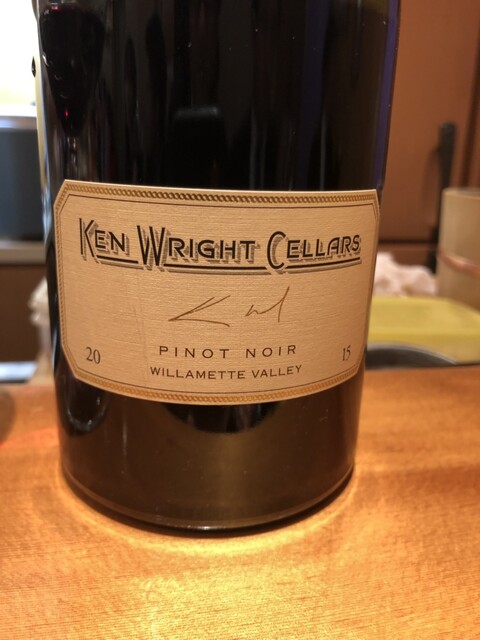 KEN WRIGHT CELLARS
PINOT NOIR
20 15
WILLAMETTE VALLEY